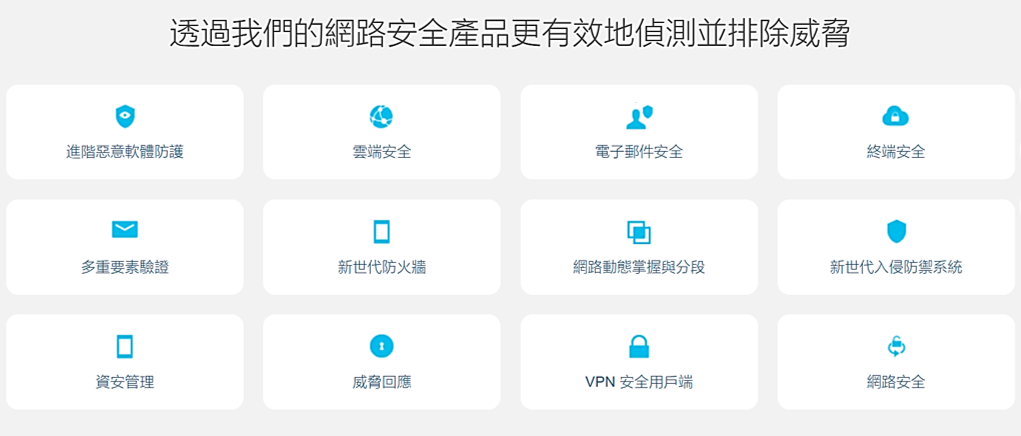 透過我們的網路安全產品更有效地偵測並排除威脅
進階惡意軟體防護
雲端安全
電子郵件安全
終端安全
多重要素驗證
新世代防火牆
網路動態掌握與分段
新世代入侵防禦系統
資安管理
威脅回應
VPN 安全用戶端
網路安全